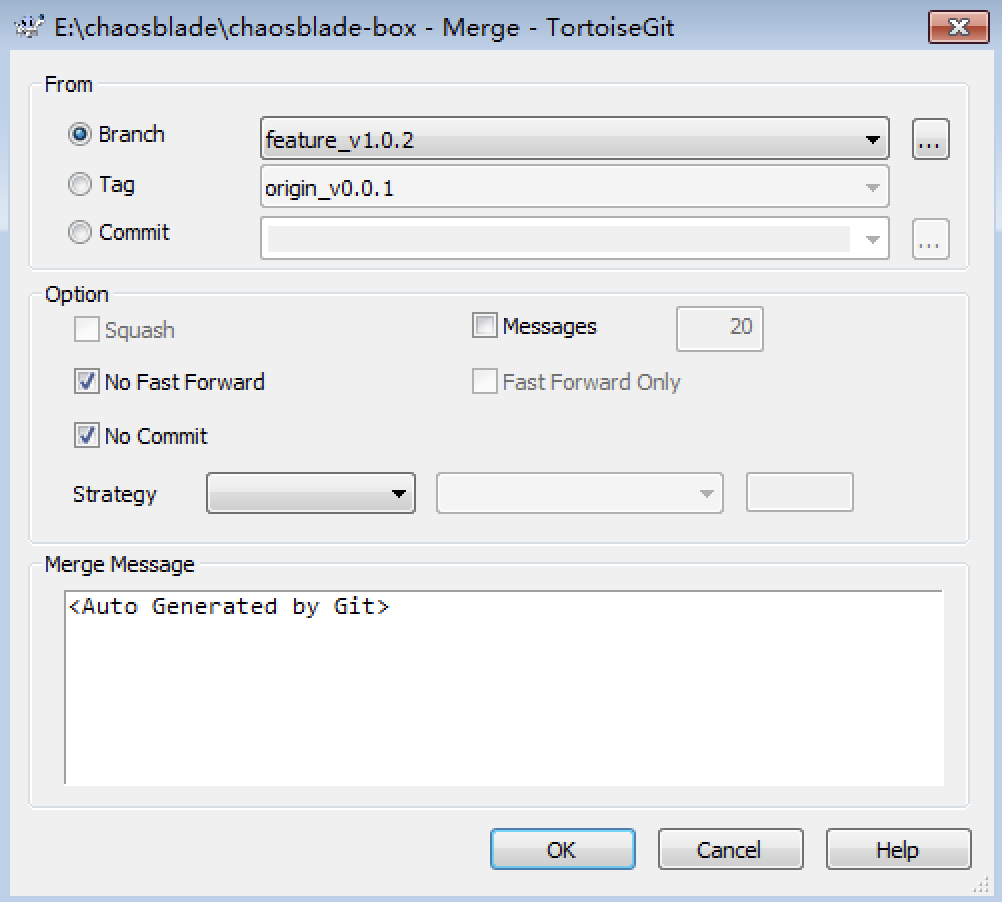 E:\chaosblade\chaosblade-box - Merge - TortoiseGit
From
Branch
feature_v1.0.2
...
Tag
origin_v0.0.1
Commit
...
Option
Squash
Messages
20
No Fast Forward
Fast Forward Only
No Commit
Strategy
Merge Message
<Auto Generated by Git>
OK
Cancel
Help